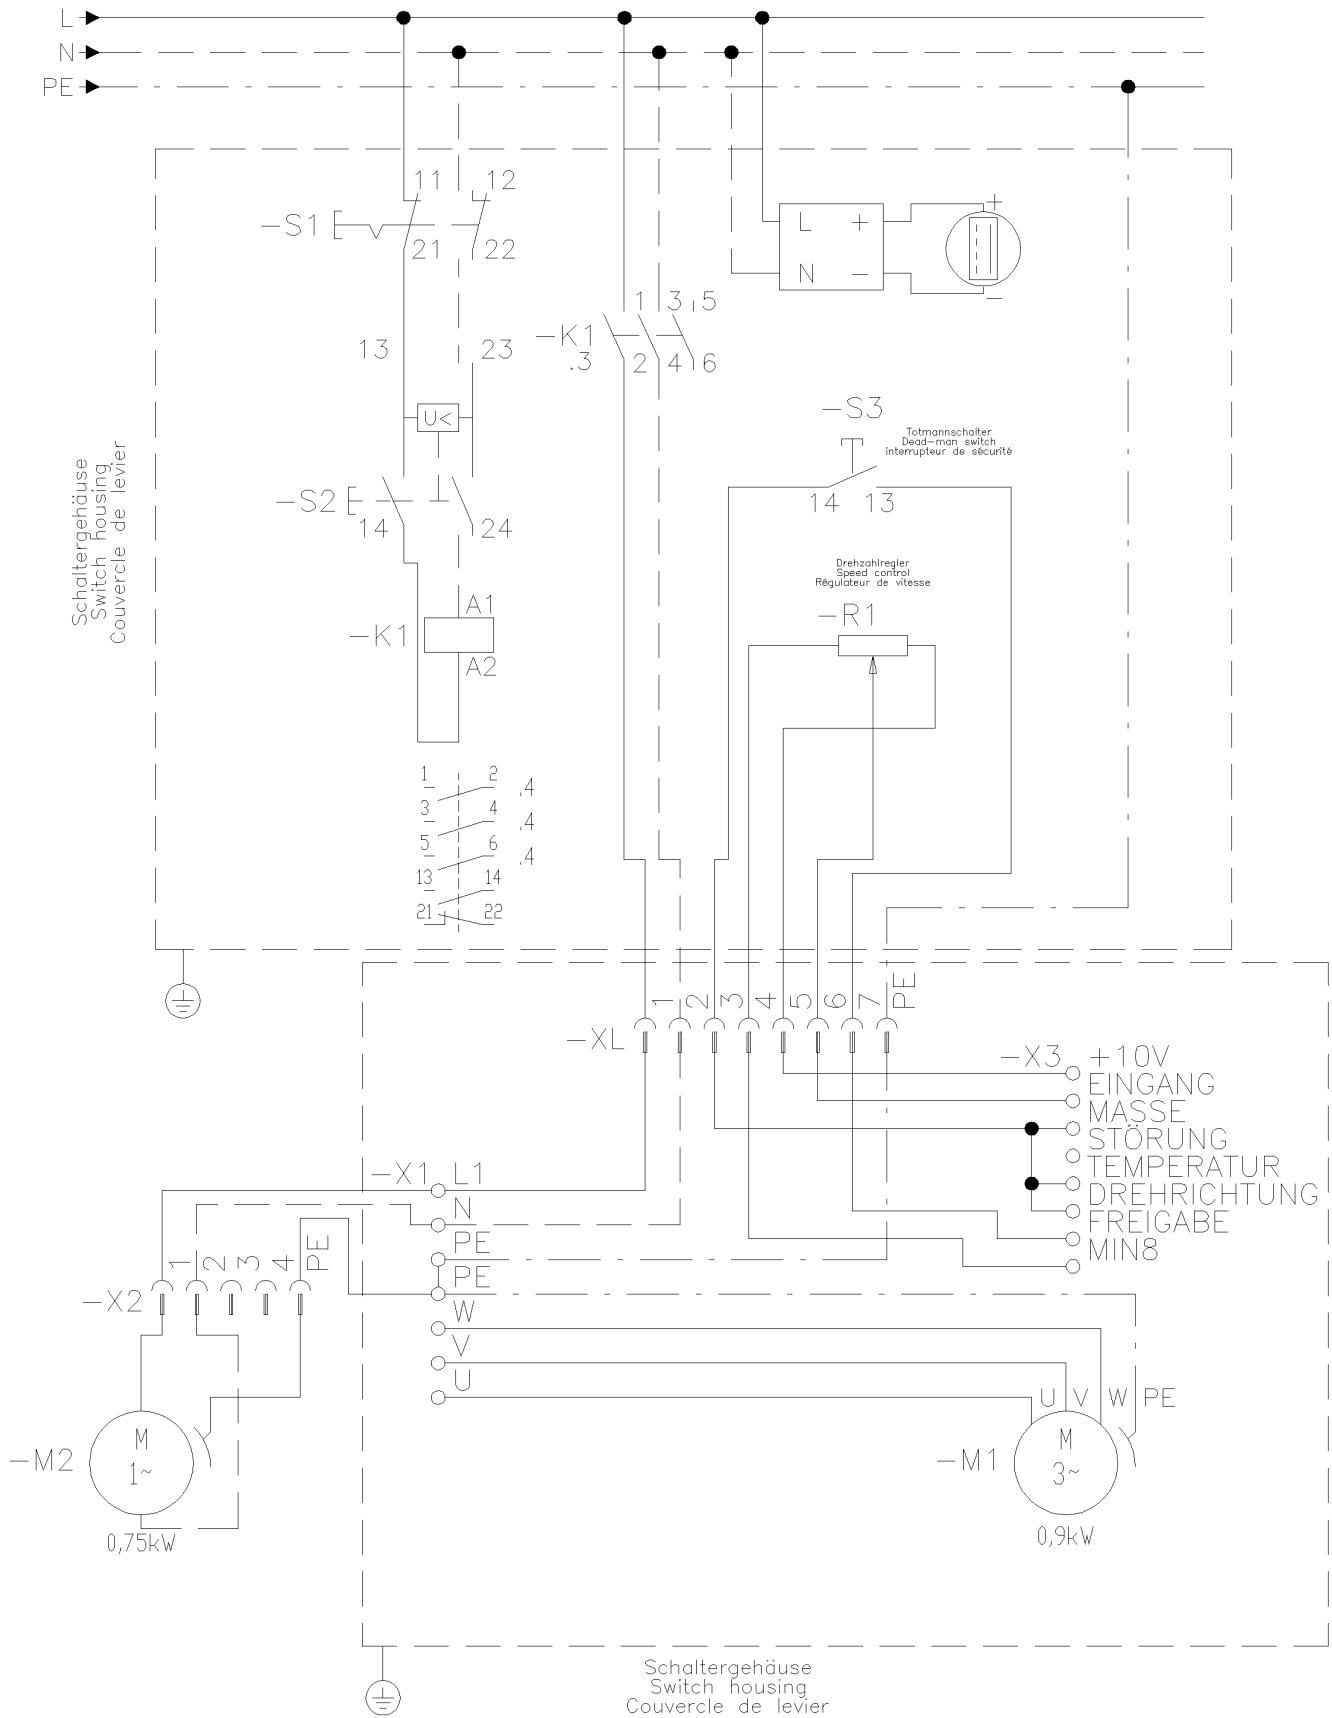 L
N
PE
11 12
−S1
21 22
L +
N −
+
−
1 3 5
−K1
.3 2 4 6
13 23
U<
−S3
Totmannschalter
Dead−man switch
interrupteur de sécurité
14 13
−S2
14 24
Schaltergehäuse
Switch housing
Couvercle de levier
Drehzahlregler
Speed control
Régulateur de vitesse
−R1
A1
−K1
A2
1 2 .4
3 4 .4
5 6 .4
13 14
21 22
1 2 3 4 5 6 7 PE
−XL
−X3 +10V
EINGANG
MASSE
STÖRUNG
TEMPERATUR
DREHRICHTUNG
FREIGABE
MIN8
−X1 L1
N
PE
PE
W
V
U
1 2 3 4 PE
−X2
U V W PE
−M2
M
1~
0,75kW
−M1
M
3~
0,9kW
Schaltergehäuse
Switch housing
Couvercle de levier